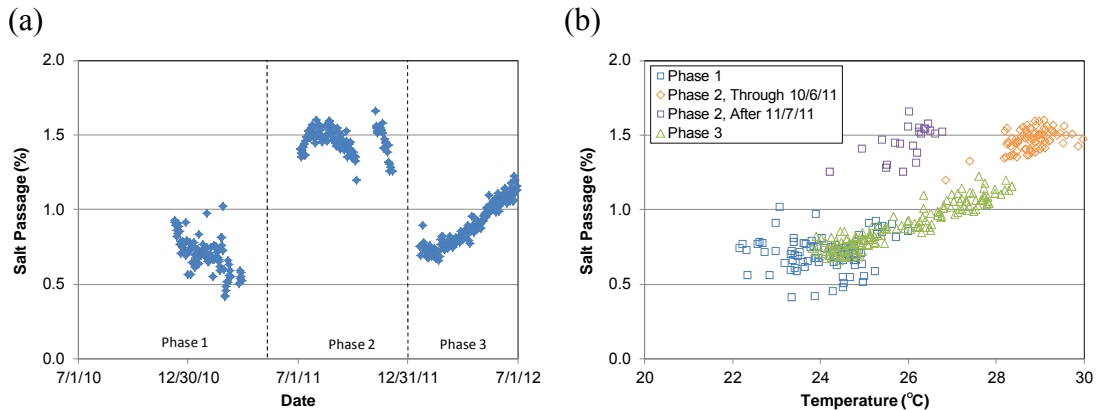 (a)
2.0
1.5
1.0
0.5
0.0
Salt Passage (%)
Phase 1
Phase 2
Phase 3
7/1/10
12/30/10
7/1/11
12/31/11
7/1/12
Date
(b)
2.0
1.5
1.0
0.5
0.0
Salt Passage (%)
Phase 1
Phase 2, Through 10/6/11
Phase 2, After 11/7/11
Phase 3
20
22
24
26
28
30
Temperature (°C)